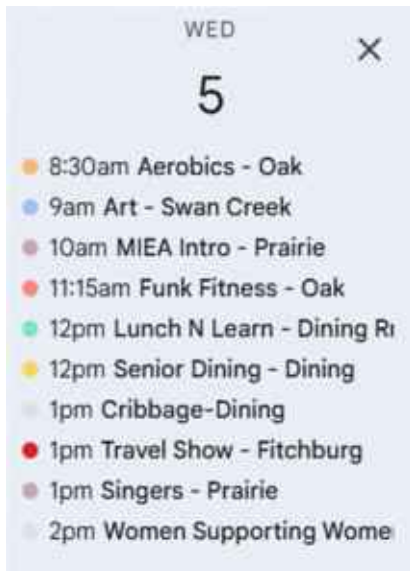 WED
5
8:30am Aerobics - Oak
9am Art - Swan Creek
10am MIEA Intro - Prairie
11:15am Funk Fitness - Oak
12pm Lunch N Learn - Dining
12pm Senior Dining - Dining
1pm Cribbage-Dining
1pm Travel Show - Fitchburg
1pm Singers - Prairie
2pm Women Supporting